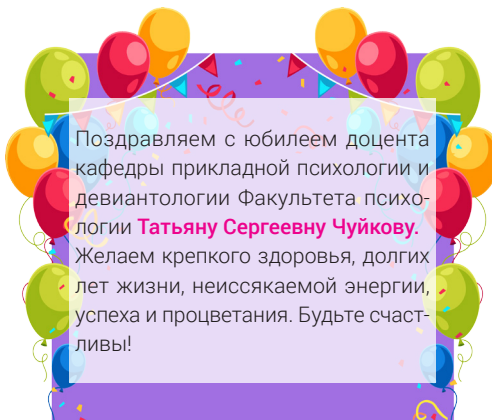 Поздравляем с юбилеем доцента
кафедры прикладной психологии и
девиантологии Факультета психо-
логии Татьяну Сергеевну Чуйкову.
Желаем крепкого здоровья, долгих
лет жизни, неиссякаемой энергии,
успеха и процветания. Будьте счаст-
ливы!